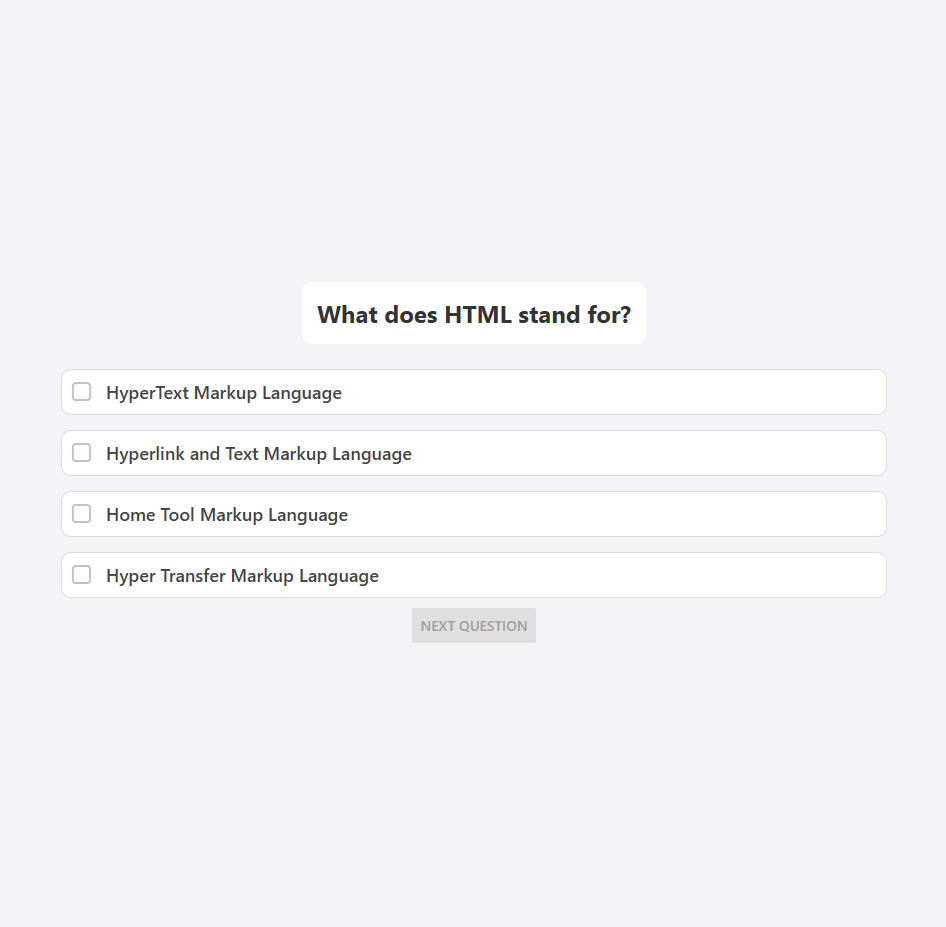 What does HTML stand for?
HyperText Markup Language
Hyperlink and Text Markup Language
Home Tool Markup Language
Hyper Transfer Markup Language
NEXT QUESTION